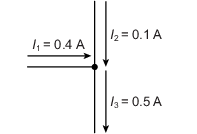 I₂ = 0.1 A
I₁ = 0.4 A
I₃ = 0.5 A